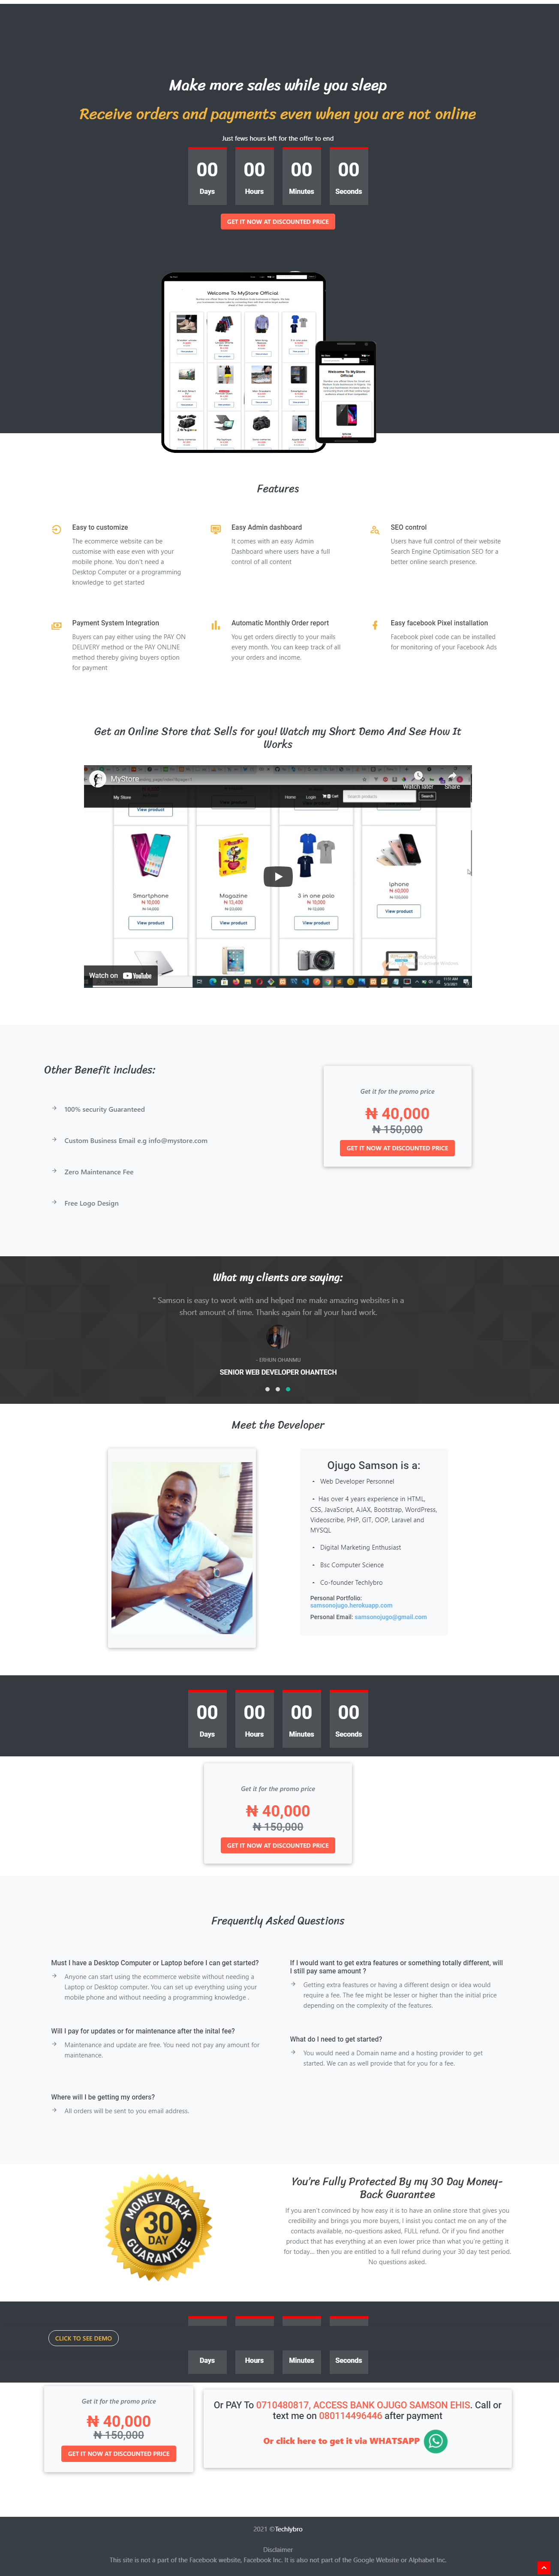 Make more sales while you sleep
Receive orders and payments even when you are not online
Just fews hours left for the offer to end
00 00 00 00
Days Hours Minutes Seconds
GET IT NOW AT DISCOUNTED PRICE
Welcome To MyStore Official
Welcome To MyStore
Official
Features
Easy to customize
The ecommerce website can be
customise with ease even with your
mobile phone. You don't need a
Desktop Computer or a programming
knowledge to get started
Easy Admin dashboard
It comes with an easy Admin
Dashboard where users have a full
control of all content
SEO control
Users have full control of their website
Search Engine Optimisation SEO for a
better online search presence.
Payment System Integration
Buyers can pay either using the PAY ON
DELIVERY method or the PAY ONLINE
method thereby giving buyers option
for payment
Automatic Monthly Order report
You get orders directly to your mails
every month. You can keep track of all
your orders and income.
Easy facebook Pixel installation
Facebook pixel code can be installed
for monitoring of your Facebook Ads
Get an Online Store that Sells for you! Watch my Short Demo And See How It
Works
MyStore
Watch later Share
My Store Home Login Cart Search products Search
View product View product View product
Smartphone
₦ 10,000
View product
Magazine
₦ 13,400
View product
3 in one polo
₦ 18,000
View product
Iphone
₦ 60,000
View product
Watch on YouTube
Other Benefit includes:
100% security Guaranteed
Custom Business Email e.g info@mystore.com
Zero Maintenance Fee
Free Logo Design
Get it for the promo price
₦ 40,000
₦ 150,000
GET IT NOW AT DISCOUNTED PRICE
What my clients are saying:
" Samson is easy to work with and helped me make amazing websites in a
short amount of time. Thanks again for all your hard work.
- ERHUN OHANMU
SENIOR WEB DEVELOPER OHANTECH
Meet the Developer
Ojugo Samson is a:
- Web Developer Personnel
- Has over 4 years experience in HTML,
CSS, JavaScript, AJAX, Bootstrap, WordPress,
Videoscribe, PHP, GIT, OOP, Laravel and
MYSQL
- Digital Marketing Enthusiast
- Bsc Computer Science
- Co-founder Techlybro
Personal Portfolio:
samsonojugo.herokuapp.com
Personal Email: samsonojugo@gmail.com
00 00 00 00
Days Hours Minutes Seconds
Get it for the promo price
₦ 40,000
₦ 150,000
GET IT NOW AT DISCOUNTED PRICE
Frequently Asked Questions
Must I have a Desktop Computer or Laptop before I can get started?
Anyone can start using the ecommerce website without needing a
Laptop or Desktop computer. You can set up everything using your
mobile phone and without needing a programming knowledge .
Will I pay for updates or for maintenance after the inital fee?
Maintenance and update are free. You need not pay any amount for
maintenance.
Where will I be getting my orders?
All orders will be sent to you email address.
If I would want to get extra features or something totally different, will
I still pay same amount ?
Getting extra feastures or having a different design or idea would
require a fee. The fee might be lesser or higher than the initial price
depending on the complexity of the features.
What do I need to get started?
You would need a Domain name and a hosting provider to get
started. We can as well provide that for you for a fee.
MONEY BACK
30
DAY
GUARANTEE
You're Fully Protected By my 30 Day Money-
Back Guarantee
If you aren't convinced by how easy it is to have an online store that gives you
credibility and brings you more buyers, I insist you contact me on any of the
contacts available, no-questions asked, FULL refund. Or if you find another
product that has everything at an even lower price than what you're getting it
for today... then you are entitled to a full refund during your 30 day test period.
No questions asked.
CLICK TO SEE DEMO
Days Hours Minutes Seconds
Get it for the promo price
₦ 40,000
₦ 150,000
GET IT NOW AT DISCOUNTED PRICE
Or PAY To 0710480817, ACCESS BANK OJUGO SAMSON EHIS. Call or
text me on 080114496446 after payment
Or click here to get it via WHATSAPP
2021 ©Techlybro
Disclaimer
This site is not a part of the Facebook website, Facebook Inc. It is also not part of the Google Website or Alphabet Inc.